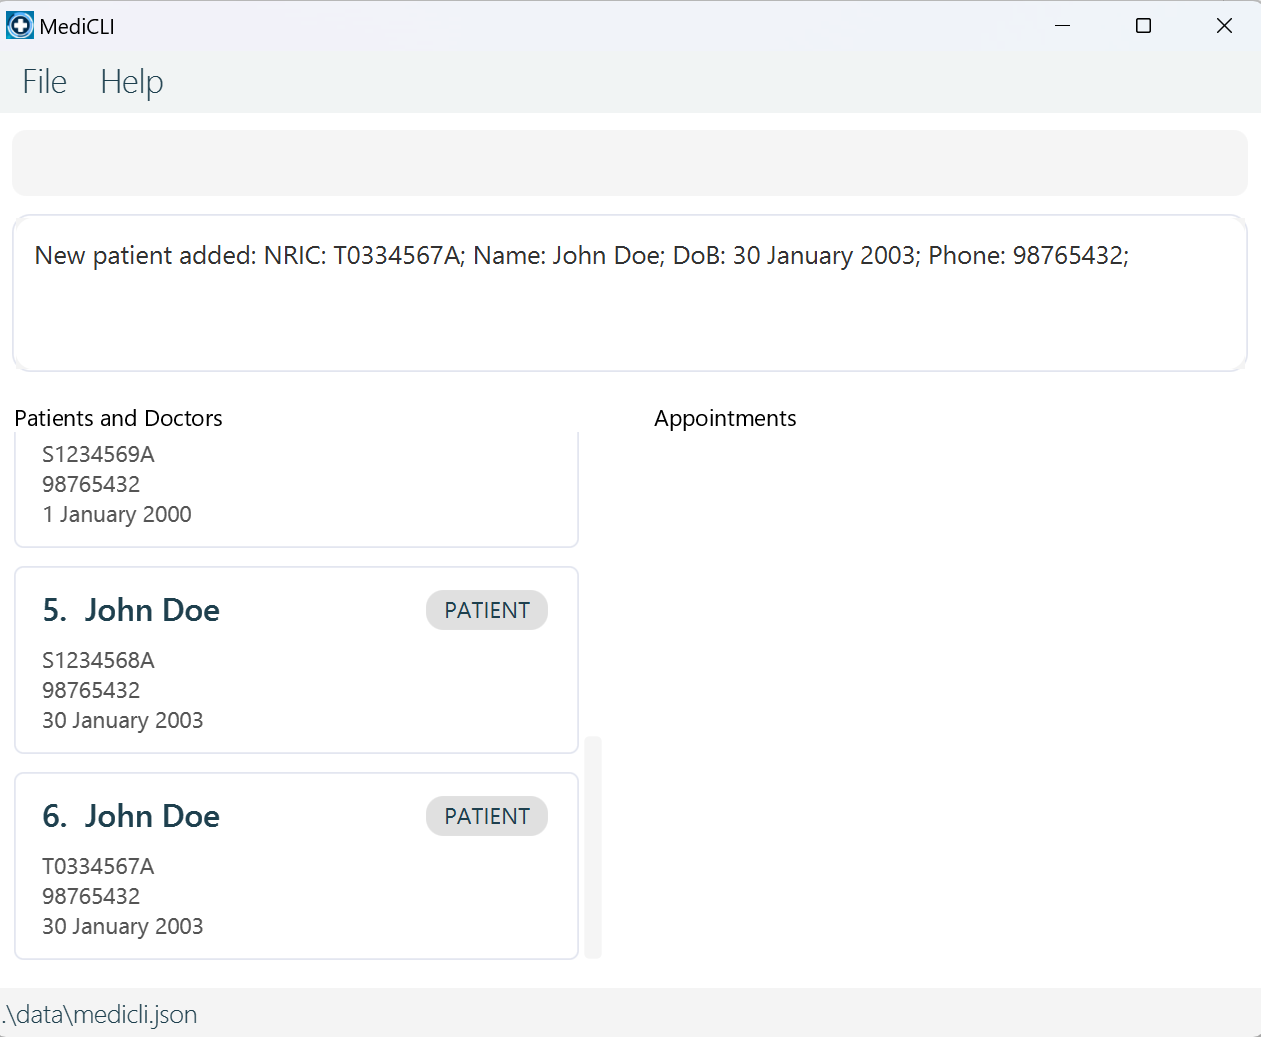 MediCLI
File Help
New patient added: NRIC: T0334567A; Name: John Doe; DoB: 30 January 2003; Phone: 98765432;
Patients and Doctors
S1234569A
98765432
1 January 2000
5. John Doe
PATIENT
S1234568A
98765432
30 January 2003
6. John Doe
PATIENT
T0334567A
98765432
30 January 2003
Appointments
.\data\medicli.json